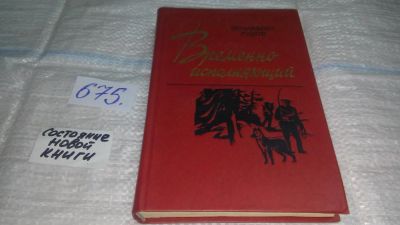 675.
СОСТОЯНИЕ
НОВОЙ
КНИГИ
Временно
исполняющий